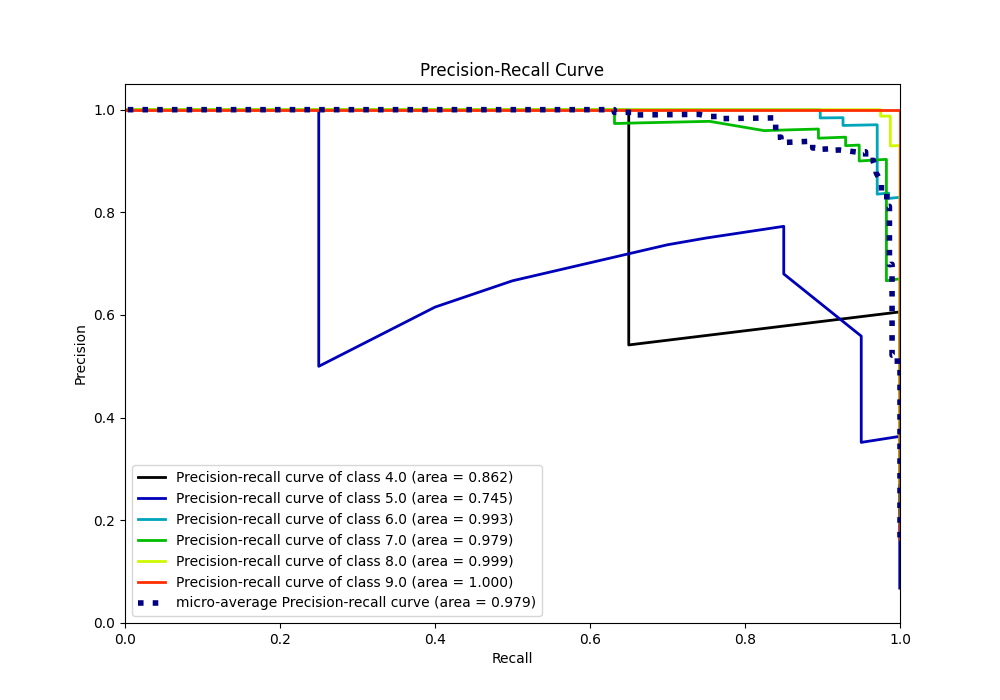 Precision-Recall Curve
1.0
0.8
0.6
0.4
0.2
0.0
Precision
Precision-recall curve of class 4.0 (area = 0.862)
Precision-recall curve of class 5.0 (area = 0.745)
Precision-recall curve of class 6.0 (area = 0.993)
Precision-recall curve of class 7.0 (area = 0.979)
Precision-recall curve of class 8.0 (area = 0.999)
Precision-recall curve of class 9.0 (area = 1.000)
micro-average Precision-recall curve (area = 0.979)
0.0 0.2 0.4 0.6 0.8 1.0
Recall